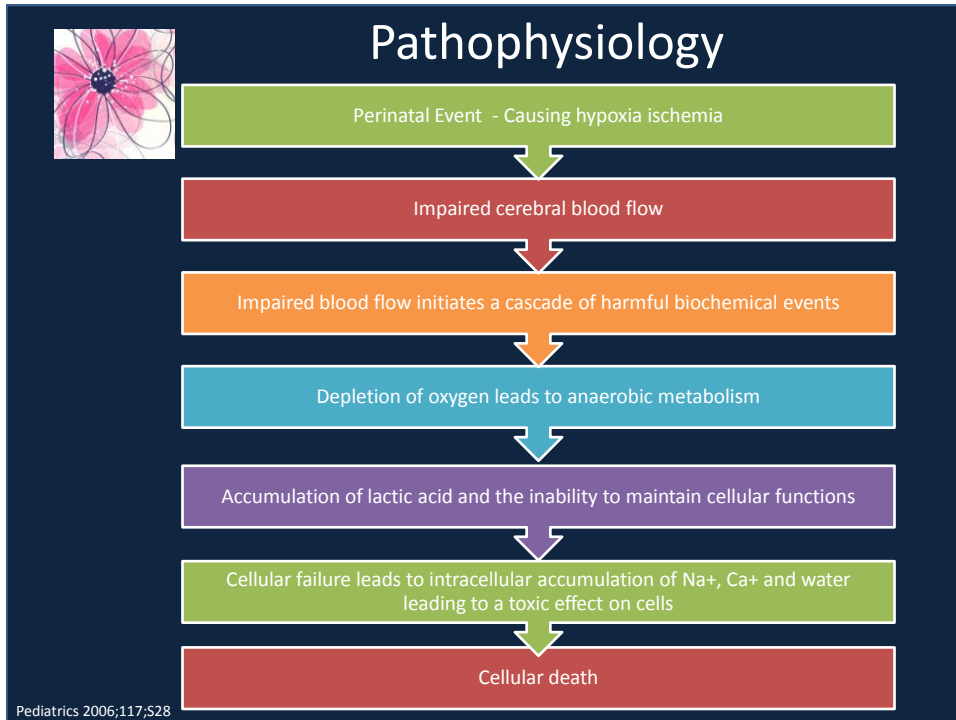 Pathophysiology
Perinatal Event  - Causing hypoxia ischemia
Impaired cerebral blood flow
Impaired blood flow initiates a cascade of harmful biochemical events
Depletion of oxygen leads to anaerobic metabolism
Accumulation of lactic acid and the inability to maintain cellular functions
Cellular failure leads to intracellular accumulation of Na+, Ca+ and water
leading to a toxic effect on cells
Cellular death
Pediatrics 2006;117;S28